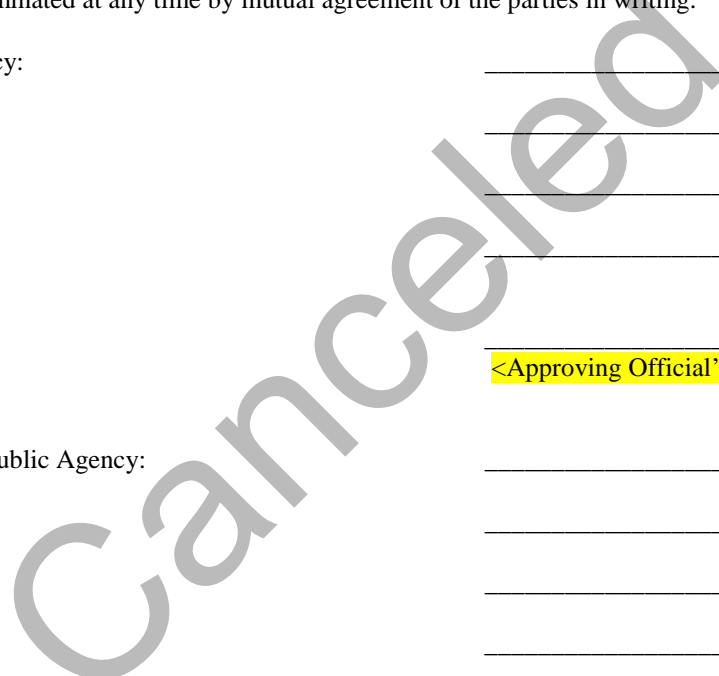 minated at any time by mutual agreement of the parties in writing.
cy:
<Approving Official’
ublic Agency:
Canceled